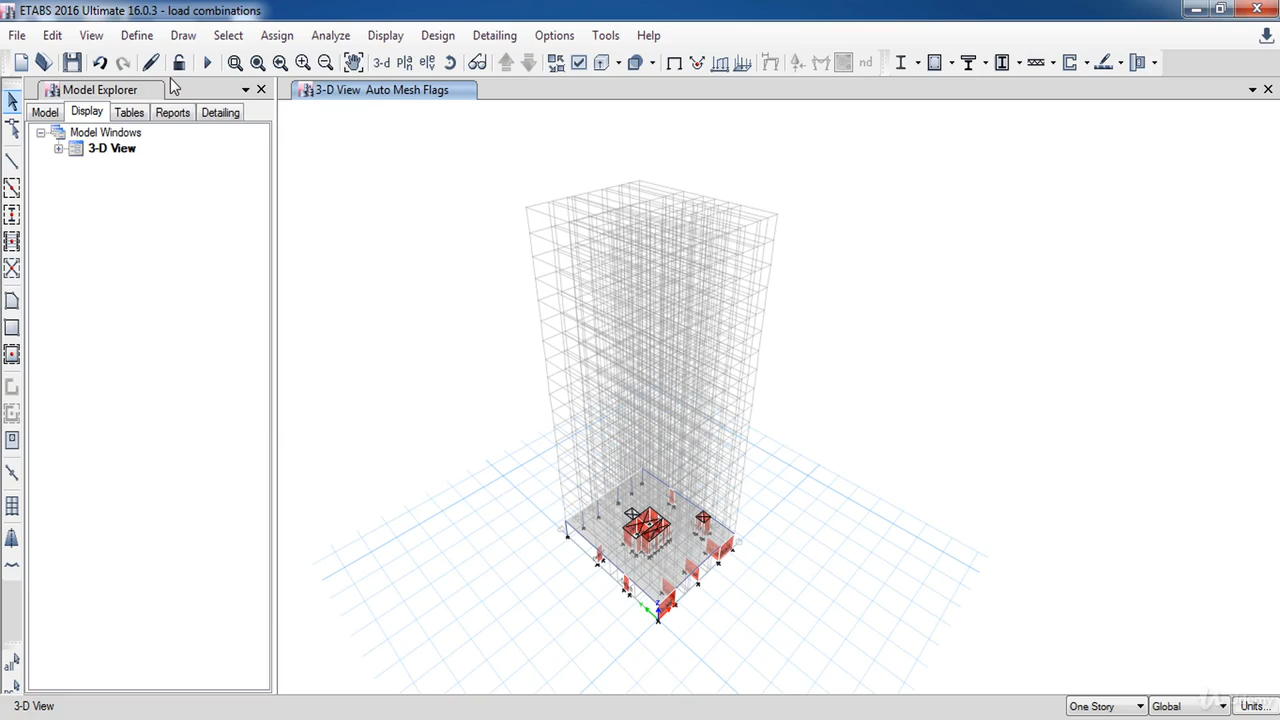 ETABS 2016 Ultimate 16.0.3 - load combinations
File Edit View Define Draw Select Assign Analyze Display Design Detailing Options Tools Help
3-d nd
Model Explorer
3-D View Auto Mesh Flags
Model Display Tables Reports Detailing
Model Windows
3-D View
all
3-D View
One Story
Global
Units...